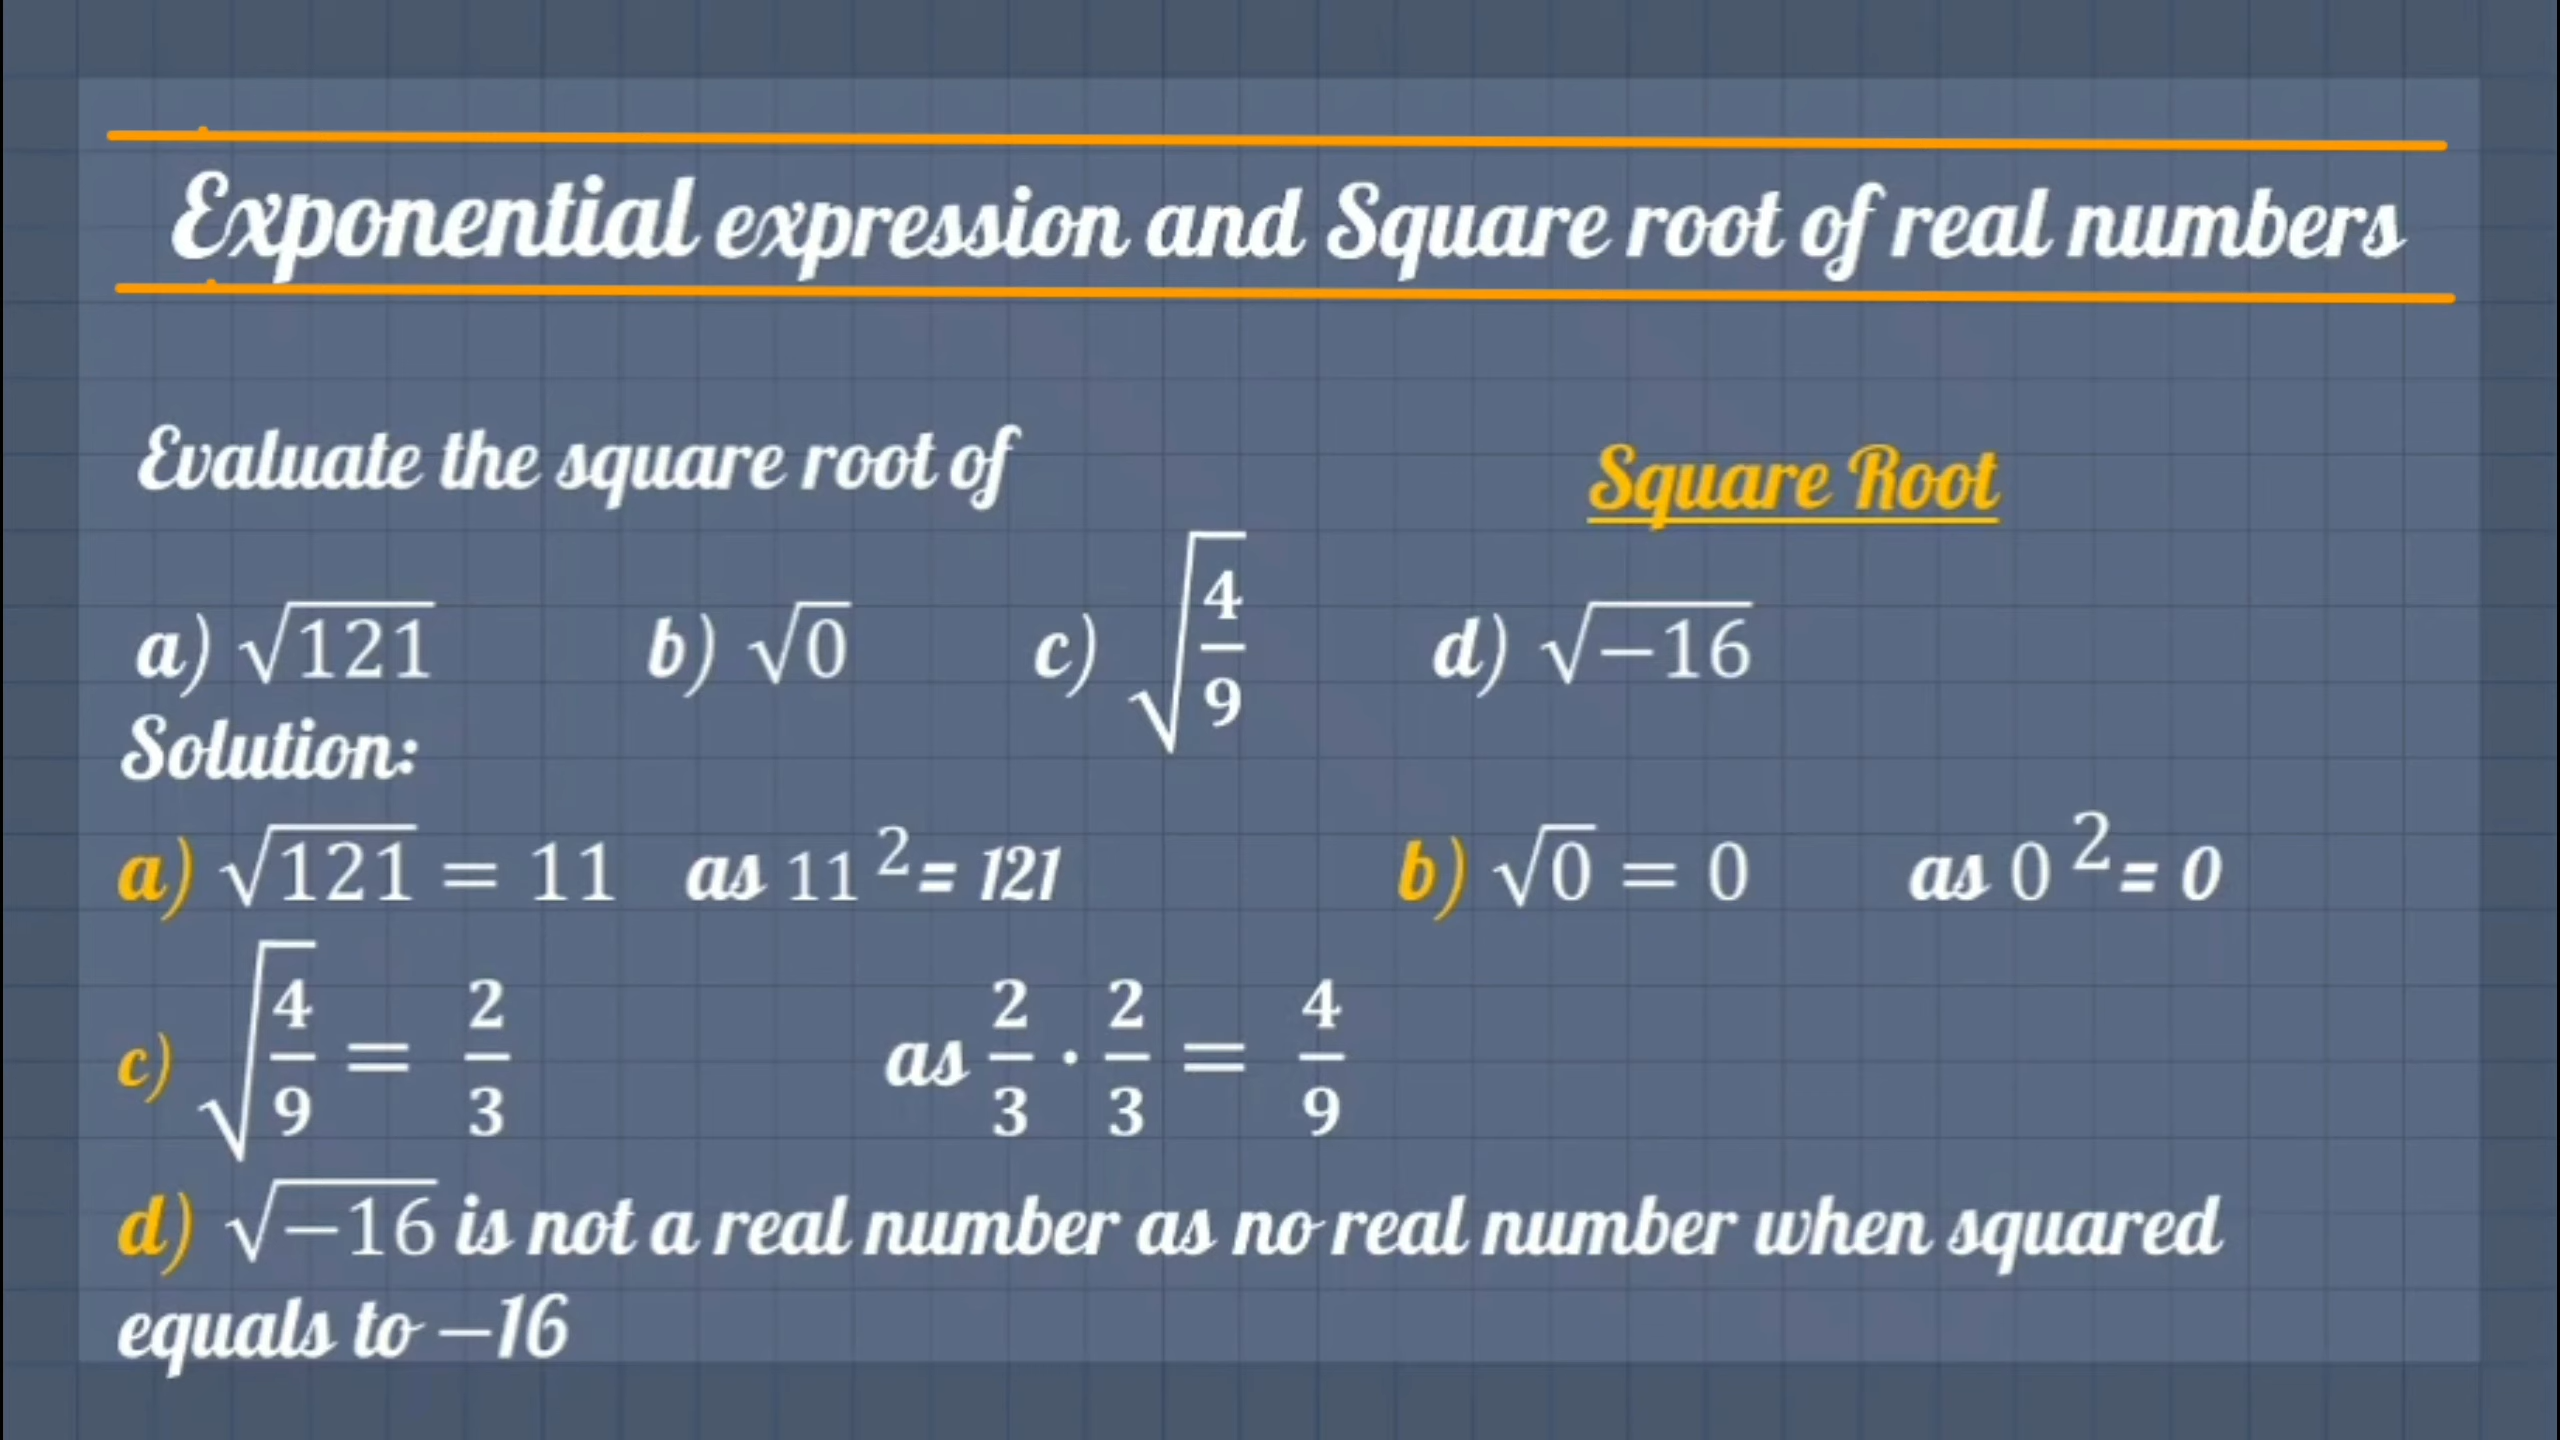 Exponential expression and Square root of real numbers
Evaluate the square root of
Square Root
a) √121 b) √0 c) √(4/9) d) √−16
Solution:
a) √121 = 11 as 11² = 121 b) √0 = 0 as 0² = 0
c) √(4/9) = 2/3 as 2/3 · 2/3 = 4/9
d) √−16 is not a real number as no real number when squared
equals to −16